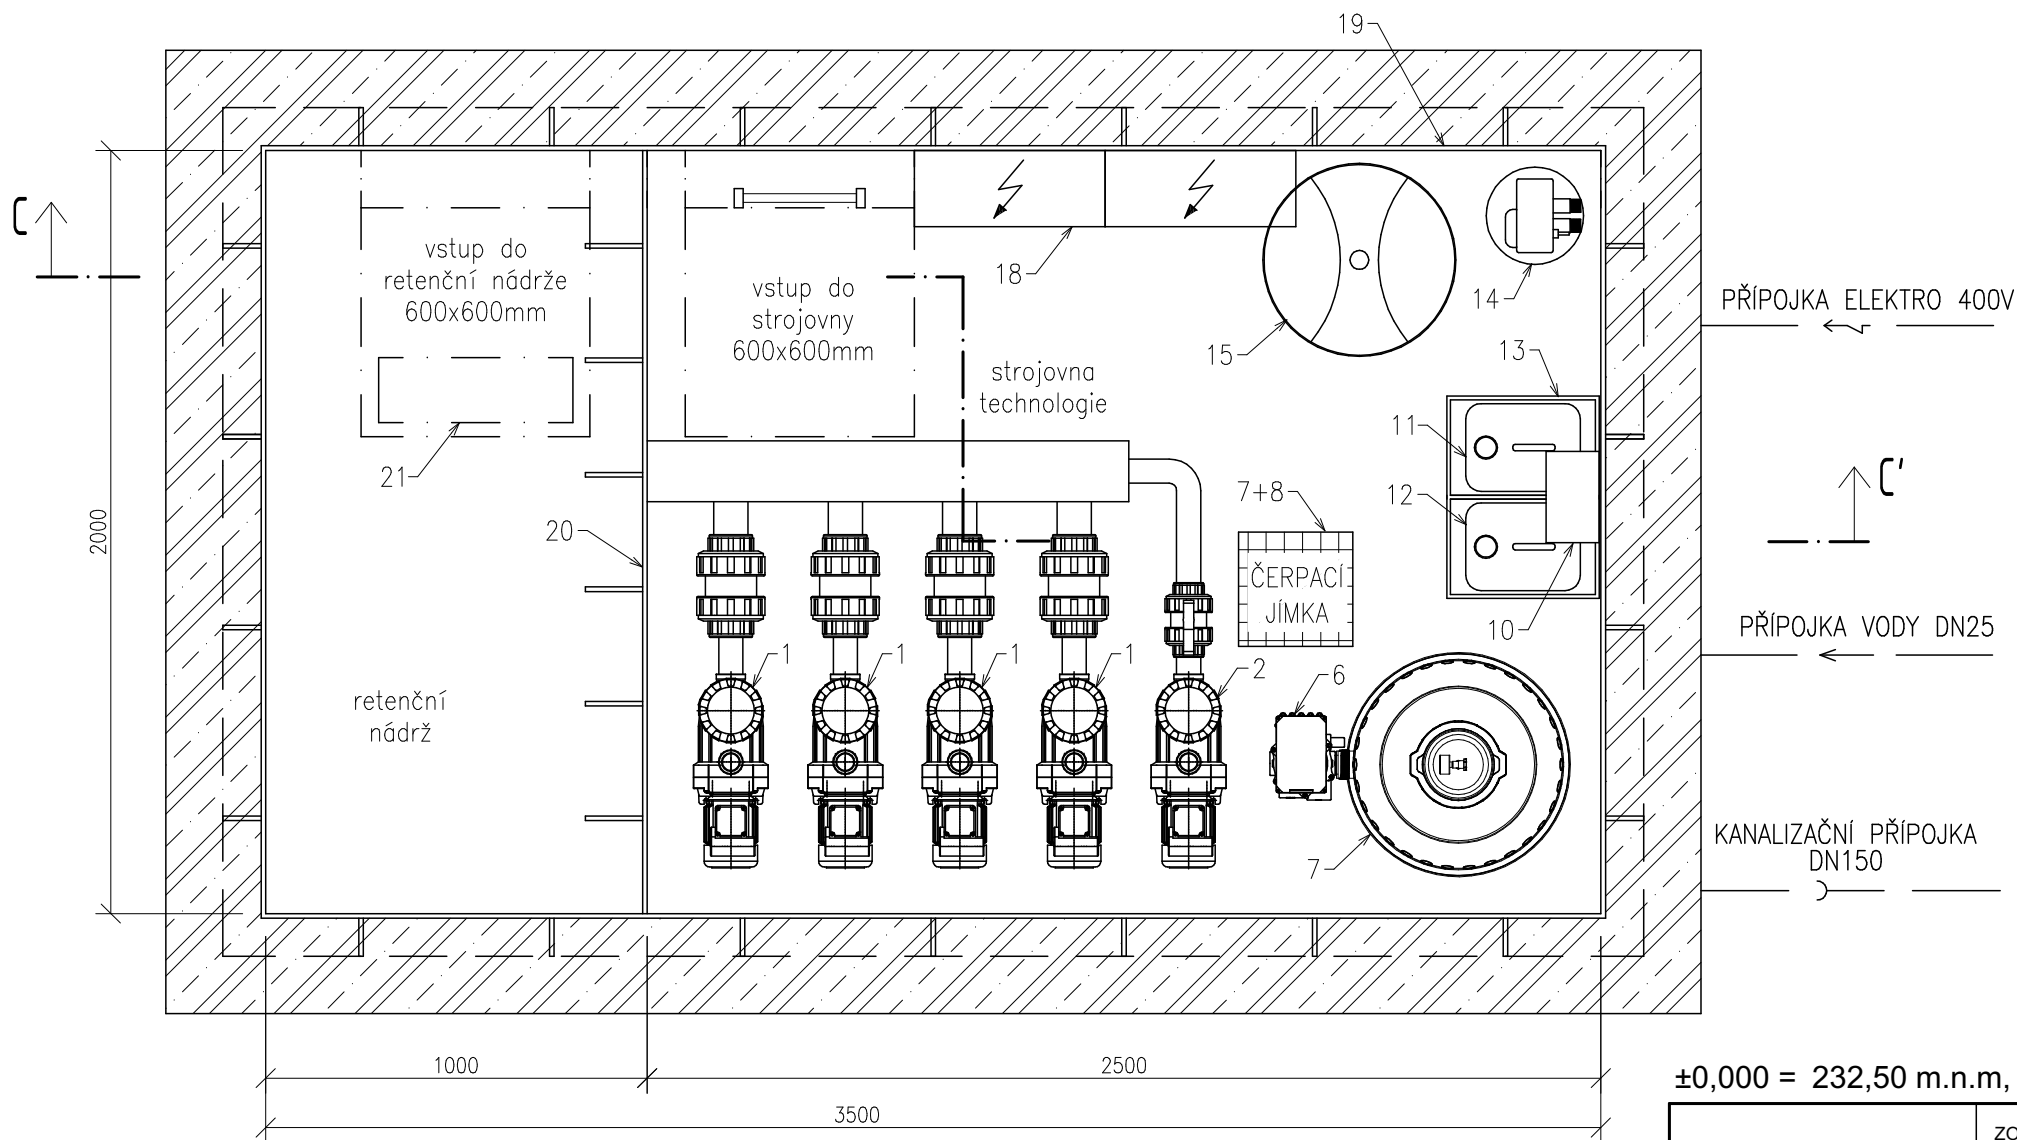 19
C
vstup do
retenční nádrže
600x600mm
vstup do
strojovny
600x600mm
18
14
PŘÍPOJKA ELEKTRO 400V
15
13
strojovna
technologie
11
21
C'
7+8
12
2000
20
ČERPACÍ
JÍMKA
10
PŘÍPOJKA VODY DN25
1
1
1
1
2
6
retenční
nádrž
KANALIZAČNÍ PŘÍPOJKA
DN150
7
1000
2500
±0,000 = 232,50 m.n.m,
3500